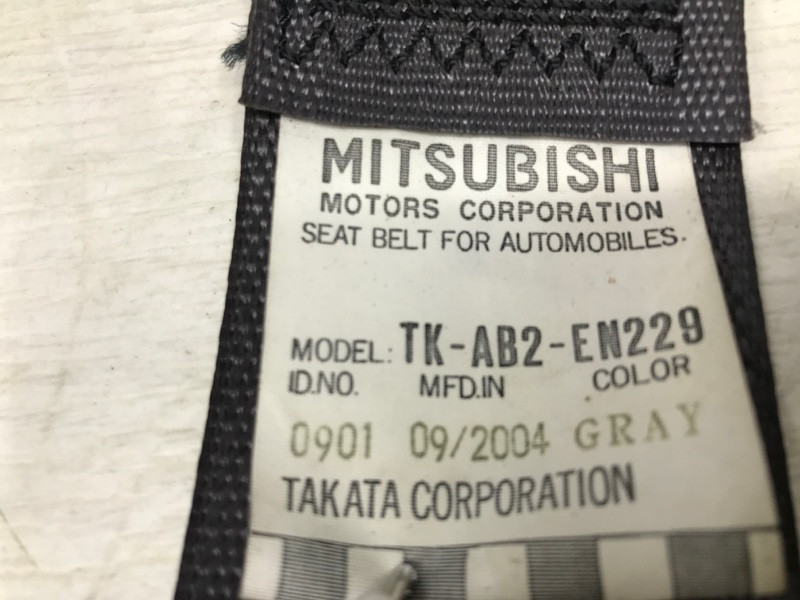 MITSUBISHI
MOTORS CORPORATION
SEAT BELT FOR AUTOMOBILES.
MODEL: TK-AB2-EN229
ID.NO. MFD.IN COLOR
0901 09/2004 GRAY
TAKATA CORPORATION